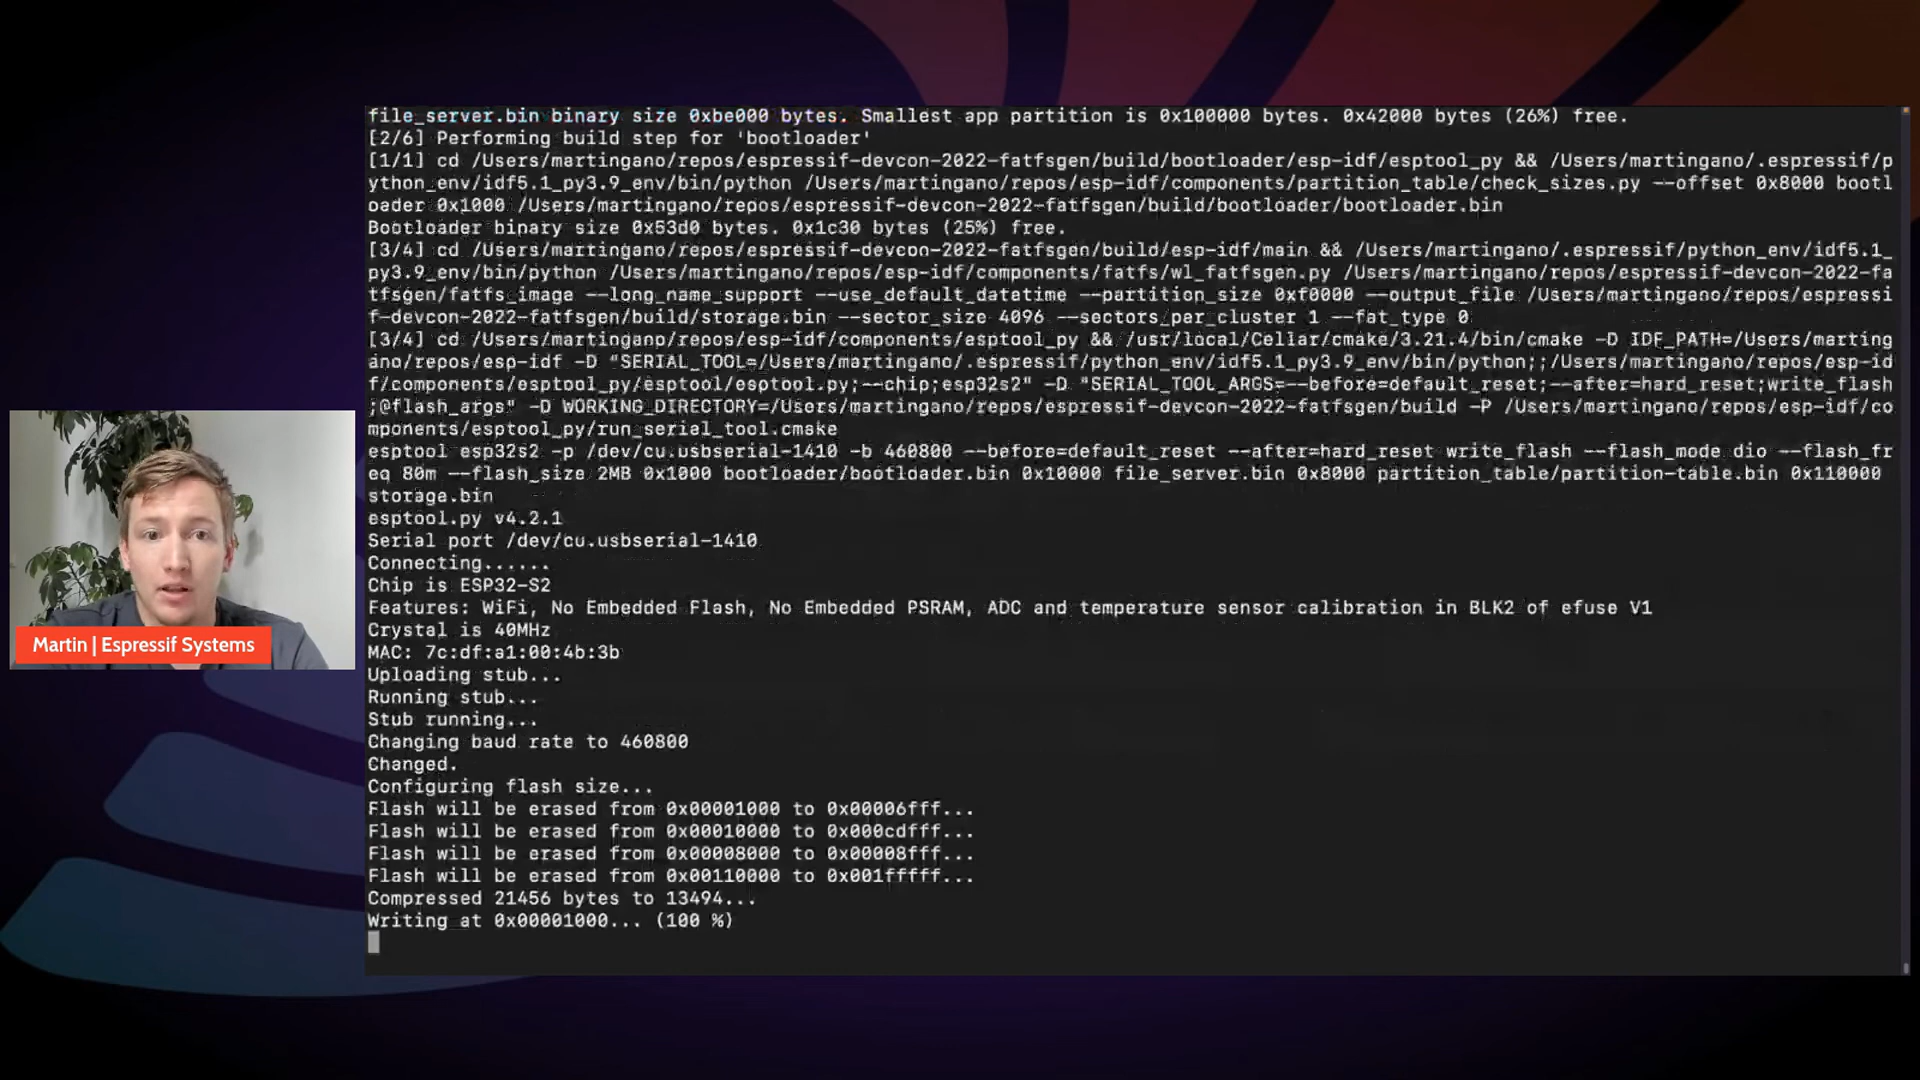 file_server.bin binary size 0xbe000 bytes. Smallest app partition is 0x100000 bytes. 0x42000 bytes (26%) free.
[2/6] Performing build step for 'bootloader'
[1/1] cd /Users/martingano/repos/espressif-devcon-2022-fatfsgen/build/bootloader/esp-idf/esptool_py && /Users/martingano/.espressif/p
ython_env/idf5.1_py3.9_env/bin/python /Users/martingano/repos/esp-idf/components/partition_table/check_sizes.py --offset 0x8000 bootl
oader 0x1000 /Users/martingano/repos/espressif-devcon-2022-fatfsgen/build/bootloader/bootloader.bin
Bootloader binary size 0x53d0 bytes. 0x1c30 bytes (25%) free.
[3/4] cd /Users/martingano/repos/espressif-devcon-2022-fatfsgen/build/esp-idf/main && /Users/martingano/.espressif/python_env/idf5.1_
py3.9_env/bin/python /Users/martingano/repos/esp-idf/components/fatfs/wl_fatfsgen.py /Users/martingano/repos/espressif-devcon-2022-fa
tfsgen/fatfs_image --long_name_support --use_default_datetime --partition_size 0xf0000 --output_file /Users/martingano/repos/espressi
f-devcon-2022-fatfsgen/build/storage.bin --sector_size 4096 --sectors_per_cluster 1 --fat_type 0
[3/4] cd /Users/martingano/repos/esp-idf/components/esptool_py && /usr/local/Cellar/cmake/3.21.4/bin/cmake -D IDF_PATH=/Users/marting
ano/repos/esp-idf -D "SERIAL_TOOL=/Users/martingano/.espressif/python_env/idf5.1_py3.9_env/bin/python;;/Users/martingano/repos/esp-id
f/components/esptool_py/esptool/esptool.py;--chip;esp32s2" -D "SERIAL_TOOL_ARGS=--before=default_reset;--after=hard_reset;write_flash
;@flash_args" -D WORKING_DIRECTORY=/Users/martingano/repos/espressif-devcon-2022-fatfsgen/build -P /Users/martingano/repos/esp-idf/co
mponents/esptool_py/run_serial_tool.cmake
esptool esp32s2 -p /dev/cu.usbserial-1410 -b 460800 --before=default_reset --after=hard_reset write_flash --flash_mode dio --flash_fr
eq 80m --flash_size 2MB 0x1000 bootloader/bootloader.bin 0x10000 file_server.bin 0x8000 partition_table/partition-table.bin 0x110000
storage.bin
esptool.py v4.2.1
Serial port /dev/cu.usbserial-1410
Connecting......
Chip is ESP32-S2
Features: WiFi, No Embedded Flash, No Embedded PSRAM, ADC and temperature sensor calibration in BLK2 of efuse V1
Crystal is 40MHz
MAC: 7c:df:a1:00:4b:3b
Uploading stub...
Running stub...
Stub running...
Changing baud rate to 460800
Changed.
Configuring flash size...
Flash will be erased from 0x00001000 to 0x00006fff...
Flash will be erased from 0x00010000 to 0x000cdfff...
Flash will be erased from 0x00008000 to 0x00008fff...
Flash will be erased from 0x00110000 to 0x001fffff...
Compressed 21456 bytes to 13494...
Writing at 0x00001000... (100 %)
Martin | Espressif Systems